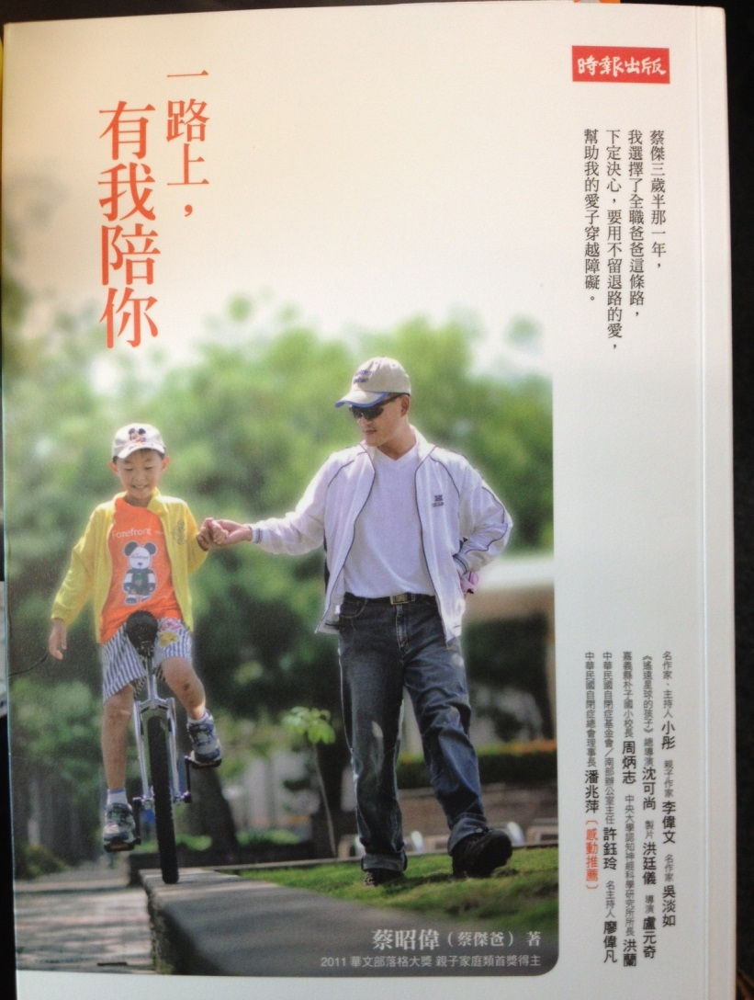 時報出版
一路上，
有我陪你
蔡傑三歲半那一年，
我選擇了全職爸爸這條路，
下定決心，要用不留退路的愛，
幫助我的愛子穿越障礙。
Forefront
名作家、主持人 小彤 親子作家 李偉文 名作家 吳淡如
《遙遠星球的孩子》總導演 沈可尚 製片 洪廷儀 導演 盧元奇
嘉義縣朴子國小校長 周炳志 中央大學認知神經科學研究所所長 洪蘭
中華民國自閉症基金會／南部辦公室主任 許鈺玲 名主持人 廖偉凡
中華民國自閉症總會理事長 潘兆萍〔感動推薦〕
蔡昭偉（蔡傑爸）著
2011 華文部落格大獎 親子家庭類首獎得主